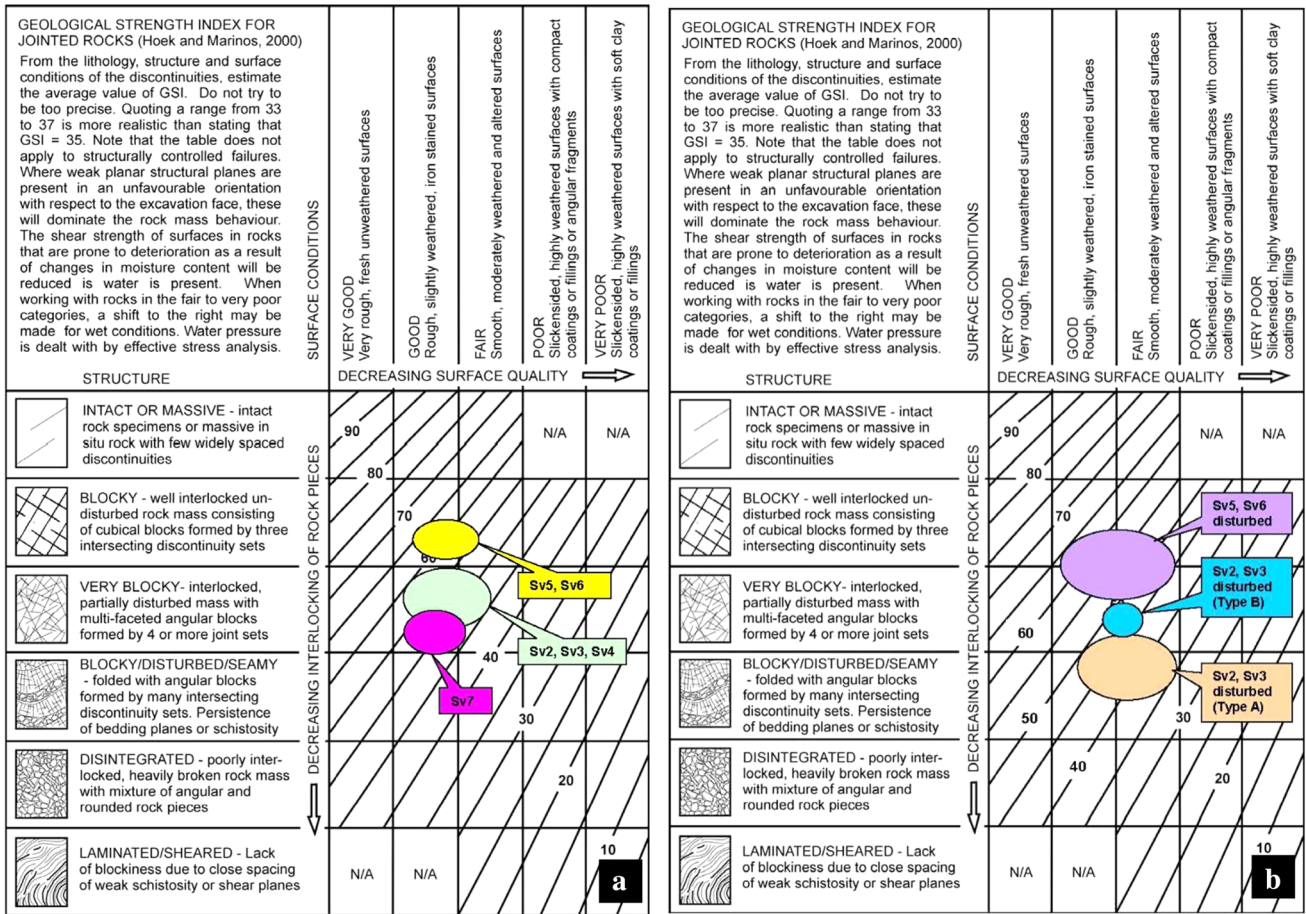 GEOLOGICAL STRENGTH INDEX FOR
JOINTED ROCKS (Hoek and Marinos, 2000)
From the lithology, structure and surface
conditions of the discontinuities, estimate
the average value of GSI. Do not try to
be too precise. Quoting a range from 33
to 37 is more realistic than stating that
GSI = 35. Note that the table does not
apply to structurally controlled failures.
Where weak planar structural planes are
present in an unfavourable orientation
with respect to the excavation face, these
will dominate the rock mass behaviour.
The shear strength of surfaces in rocks
that are prone to deterioration as a result
of changes in moisture content will be
reduced is water is present. When
working with rocks in the fair to very poor
categories, a shift to the right may be
made for wet conditions. Water pressure
is dealt with by effective stress analysis.
STRUCTURE
SURFACE CONDITIONS
VERY GOOD
Very rough, fresh unweathered surfaces
GOOD
Rough, slightly weathered, iron stained surfaces
FAIR
Smooth, moderately weathered and altered surfaces
POOR
Slickensided, highly weathered surfaces with compact
coatings or fillings or angular fragments
VERY POOR
Slickensided, highly weathered surfaces with soft clay
coatings or fillings
DECREASING SURFACE QUALITY
DECREASING INTERLOCKING OF ROCK PIECES
INTACT OR MASSIVE - intact
rock specimens or massive in
situ rock with few widely spaced
discontinuities
BLOCKY - well interlocked un-
disturbed rock mass consisting
of cubical blocks formed by three
intersecting discontinuity sets
VERY BLOCKY- interlocked,
partially disturbed mass with
multi-faceted angular blocks
formed by 4 or more joint sets
BLOCKY/DISTURBED/SEAMY
- folded with angular blocks
formed by many intersecting
discontinuity sets. Persistence
of bedding planes or schistosity
DISINTEGRATED - poorly inter-
locked, heavily broken rock mass
with mixture of angular and
rounded rock pieces
LAMINATED/SHEARED - Lack
of blockiness due to close spacing
of weak schistosity or shear planes
90
N/A
N/A
80
70
60
Sv5, Sv6
Sv2, Sv3, Sv4
40
Sv7
30
20
10
N/A
N/A
a
GEOLOGICAL STRENGTH INDEX FOR
JOINTED ROCKS (Hoek and Marinos, 2000)
From the lithology, structure and surface
conditions of the discontinuities, estimate
the average value of GSI. Do not try to
be too precise. Quoting a range from 33
to 37 is more realistic than stating that
GSI = 35. Note that the table does not
apply to structurally controlled failures.
Where weak planar structural planes are
present in an unfavourable orientation
with respect to the excavation face, these
will dominate the rock mass behaviour.
The shear strength of surfaces in rocks
that are prone to deterioration as a result
of changes in moisture content will be
reduced is water is present. When
working with rocks in the fair to very poor
categories, a shift to the right may be
made for wet conditions. Water pressure
is dealt with by effective stress analysis.
STRUCTURE
SURFACE CONDITIONS
VERY GOOD
Very rough, fresh unweathered surfaces
GOOD
Rough, slightly weathered, iron stained surfaces
FAIR
Smooth, moderately weathered and altered surfaces
POOR
Slickensided, highly weathered surfaces with compact
coatings or fillings or angular fragments
VERY POOR
Slickensided, highly weathered surfaces with soft clay
coatings or fillings
DECREASING SURFACE QUALITY
DECREASING INTERLOCKING OF ROCK PIECES
INTACT OR MASSIVE - intact
rock specimens or massive in
situ rock with few widely spaced
discontinuities
BLOCKY - well interlocked un-
disturbed rock mass consisting
of cubical blocks formed by three
intersecting discontinuity sets
VERY BLOCKY- interlocked,
partially disturbed mass with
multi-faceted angular blocks
formed by 4 or more joint sets
BLOCKY/DISTURBED/SEAMY
- folded with angular blocks
formed by many intersecting
discontinuity sets. Persistence
of bedding planes or schistosity
DISINTEGRATED - poorly inter-
locked, heavily broken rock mass
with mixture of angular and
rounded rock pieces
LAMINATED/SHEARED - Lack
of blockiness due to close spacing
of weak schistosity or shear planes
90
N/A
N/A
80
70
Sv5, Sv6
disturbed
Sv2, Sv3
disturbed
(Type B)
60
Sv2, Sv3
disturbed
(Type A)
50
30
40
20
10
N/A
N/A
b